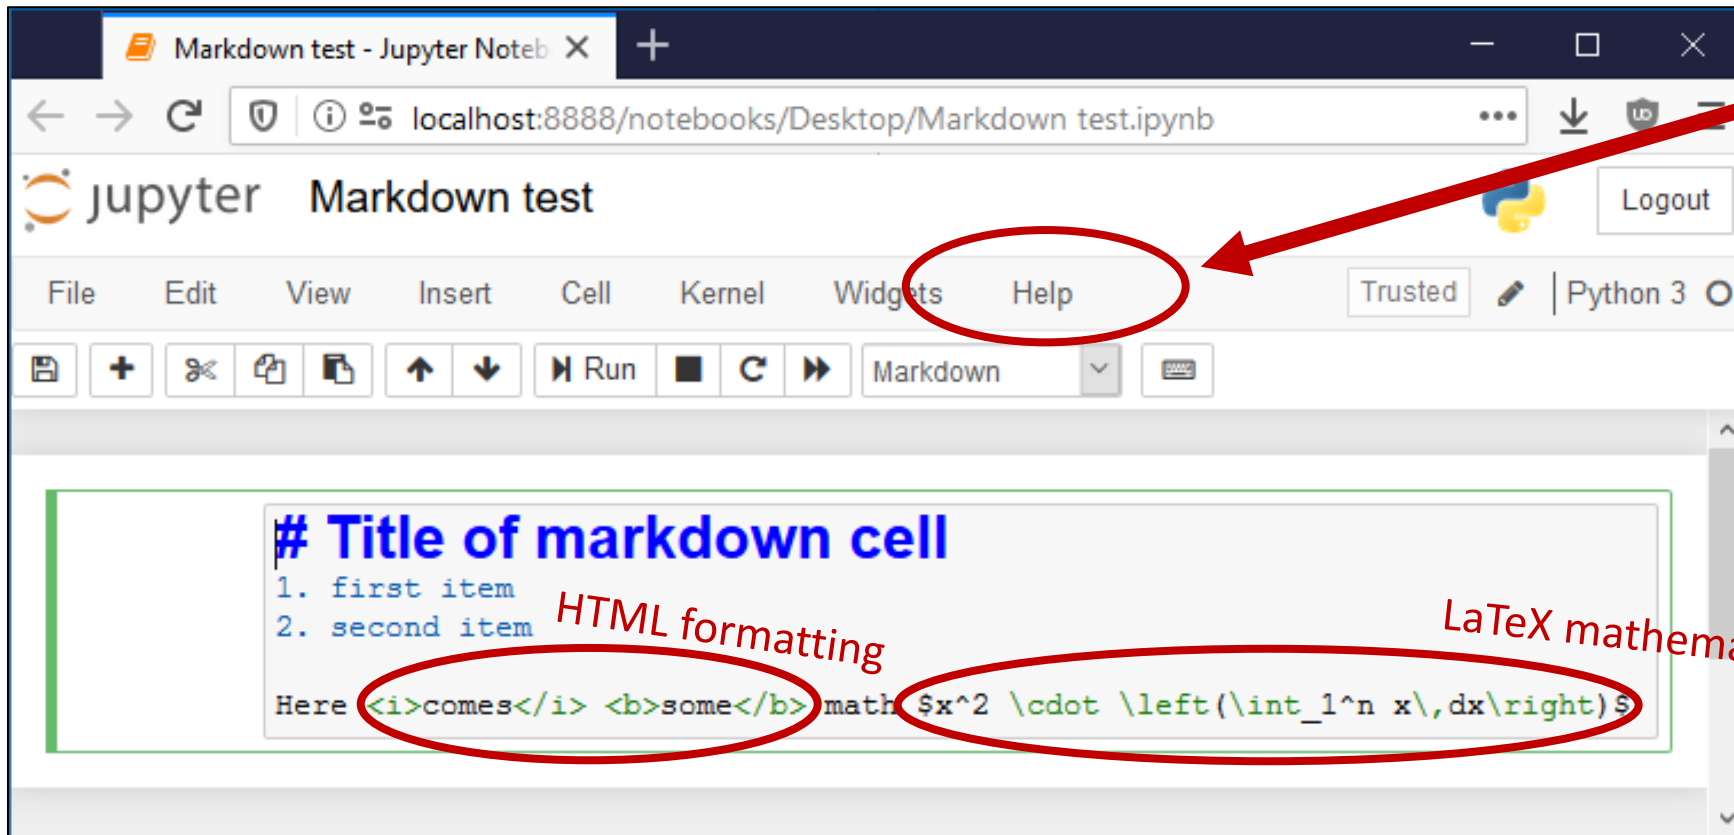 Markdown test - Jupyter Noteb
localhost:8888/notebooks/Desktop/Markdown test.ipynb
jupyter Markdown test Logout
File Edit View Insert Cell Kernel Widgets Help Trusted Python 3
Run Markdown
# Title of markdown cell
1. first item
2. second item
HTML formatting
LaTeX mathema
Here <i>comes</i> <b>some</b> math $x^2 \cdot \left(\int_1^n x\,dx\right)$